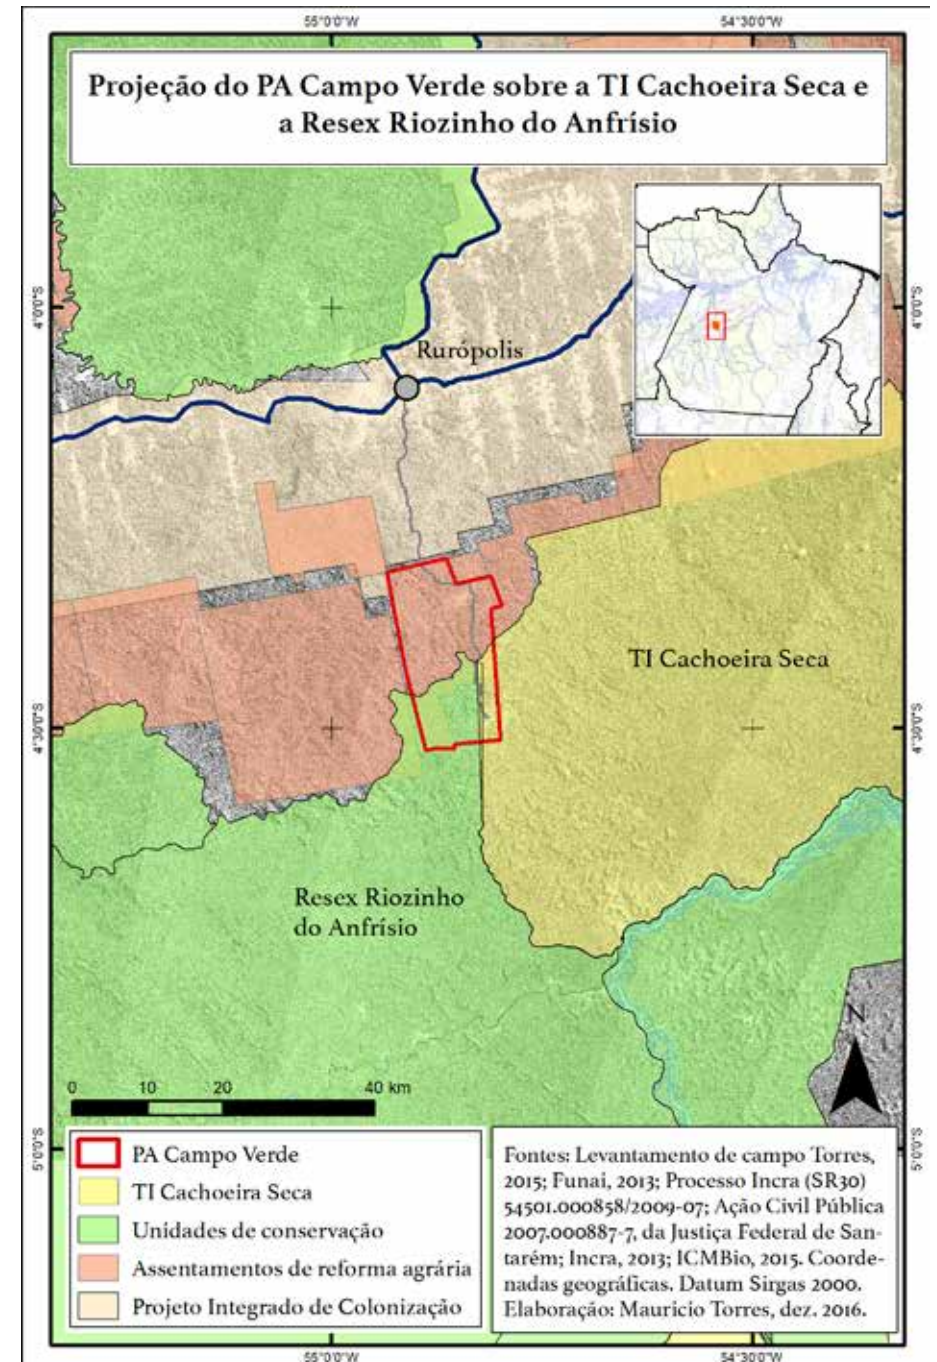 55°0'0"W
54°30'0"W
Projeção do PA Campo Verde sobre a TI Cachoeira Seca e
a Resex Riozinho do Anfrísio
4°0'0"S
4°0'0"S
Rurópolis
TI Cachoeira Seca
4°30'0"S
4°30'0"S
Resex Riozinho
do Anfrísio
N
0 10 20 40 km
5°0'0"S
5°0'0"S
PA Campo Verde
TI Cachoeira Seca
Unidades de conservação
Assentamentos de reforma agrária
Projeto Integrado de Colonização
Fontes: Levantamento de campo Torres,
2015; Funai, 2013; Processo Incra (SR30)
54501.000858/2009-07; Ação Civil Pública
2007.000887-7, da Justiça Federal de San-
tarém; Incra, 2013; ICMBio, 2015. Coorde-
nadas geográficas. Datum Sirgas 2000.
Elaboração: Mauricio Torres, dez. 2016.
55°0'0"W
54°30'0"W